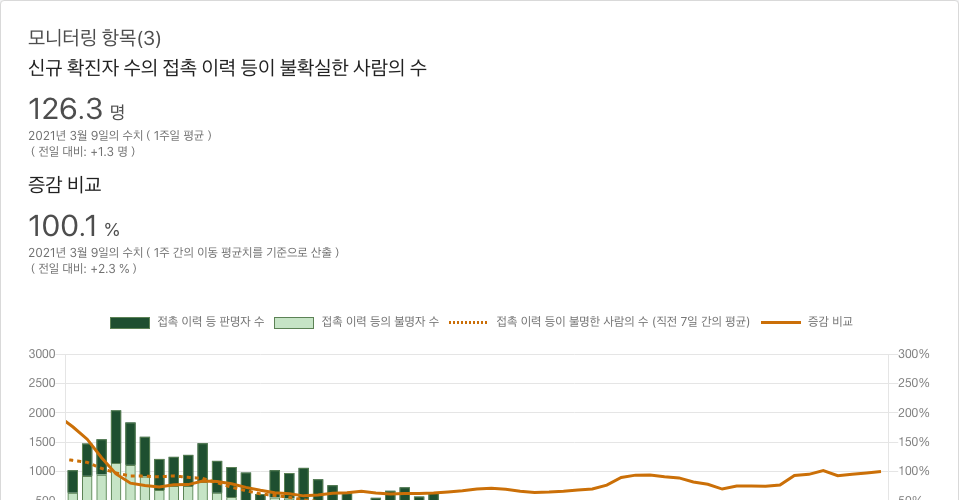 모니터링 항목(3)
신규 확진자 수의 접촉 이력 등이 불확실한 사람의 수
126.3 명
2021년 3월 9일의 수치 ( 1주일 평균 )
( 전일 대비: +1.3 명 )
증감 비교
100.1 %
2021년 3월 9일의 수치 ( 1주 간의 이동 평균치를 기준으로 산출 )
( 전일 대비: +2.3 % )
접촉 이력 등 판명자 수 접촉 이력 등의 불명자 수 접촉 이력 등이 불명한 사람의 수 (직전 7일 간의 평균) 증감 비교
3000 300%
2500 250%
2000 200%
1500 150%
1000 100%
500 50%